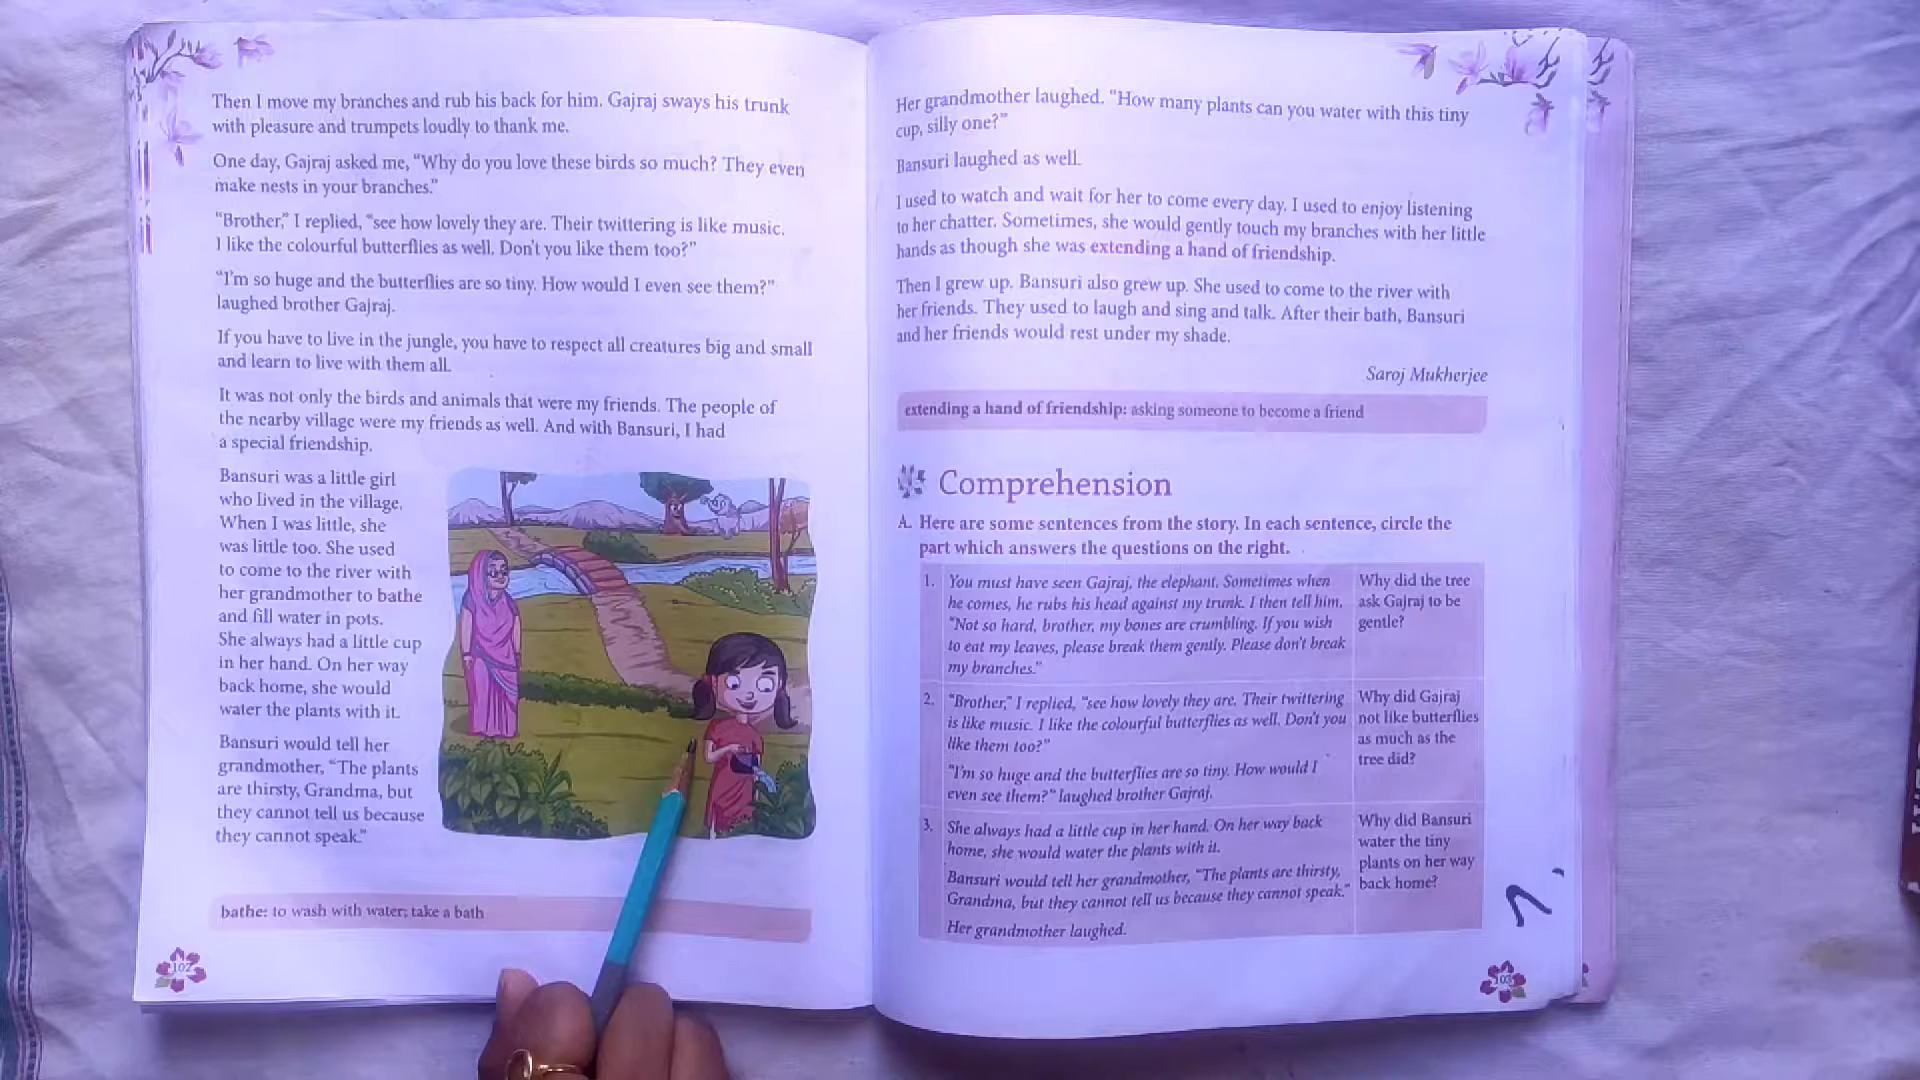 Then I move my branches and rub his back for him. Gajraj sways his trunk
with pleasure and trumpets loudly to thank me.
One day, Gajraj asked me, “Why do you love these birds so much? They even
make nests in your branches.”
“Brother,” I replied, “see how lovely they are. Their twittering is like music.
I like the colourful butterflies as well. Don't you like them too?”
“I'm so huge and the butterflies are so tiny. How would I even see them?”
laughed brother Gajraj.
If you have to live in the jungle, you have to respect all creatures big and small
and learn to live with them all.
It was not only the birds and animals that were my friends. The people of
the nearby village were my friends as well. And with Bansuri, I had
a special friendship.
Bansuri was a little girl
who lived in the village.
When I was little, she
was little too. She used
to come to the river with
her grandmother to bathe
and fill water in pots.
She always had a little cup
in her hand. On her way
back home, she would
water the plants with it.
Bansuri would tell her
grandmother, “The plants
are thirsty, Grandma, but
they cannot tell us because
they cannot speak.”
bathe: to wash with water; take a bath
102
Her grandmother laughed. “How many plants can you water with this tiny
cup, silly one?”
Bansuri laughed as well.
I used to watch and wait for her to come every day. I used to enjoy listening
to her chatter. Sometimes, she would gently touch my branches with her little
hands as though she was extending a hand of friendship.
Then I grew up. Bansuri also grew up. She used to come to the river with
her friends. They used to laugh and sing and talk. After their bath, Bansuri
and her friends would rest under my shade.
Saroj Mukherjee
extending a hand of friendship: asking someone to become a friend
Comprehension
A. Here are some sentences from the story. In each sentence, circle the
part which answers the questions on the right.
1. You must have seen Gajraj, the elephant. Sometimes when
he comes, he rubs his head against my trunk. I then tell him,
“Not so hard, brother, my bones are crumbling. If you wish
to eat my leaves, please break them gently. Please don't break
my branches.”
Why did the tree
ask Gajraj to be
gentle?
2. “Brother,” I replied, “see how lovely they are. Their twittering
is like music. I like the colourful butterflies as well. Don't you
like them too?”
“I'm so huge and the butterflies are so tiny. How would I
even see them?” laughed brother Gajraj.
Why did Gajraj
not like butterflies
as much as the
tree did?
3. She always had a little cup in her hand. On her way back
home, she would water the plants with it.
Bansuri would tell her grandmother, “The plants are thirsty,
Grandma, but they cannot tell us because they cannot speak.”
Her grandmother laughed.
Why did Bansuri
water the tiny
plants on her way
back home?
103